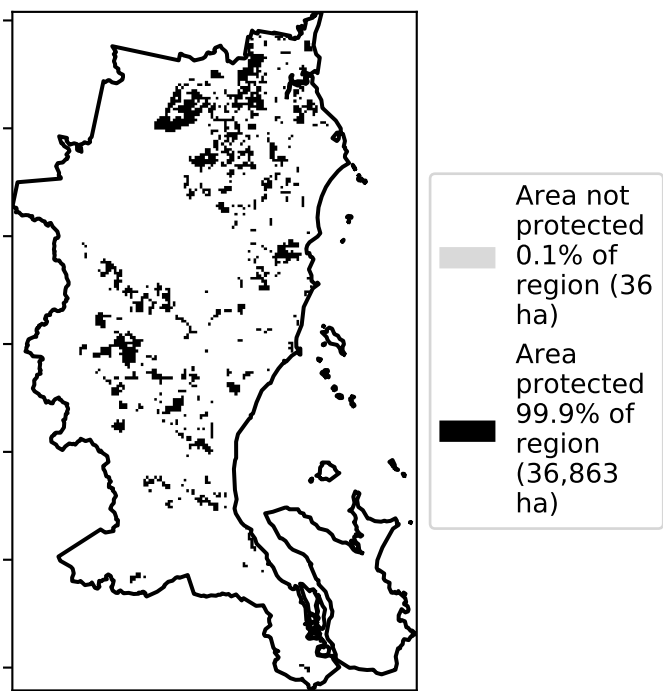 Area not
protected
0.1% of
region (36
ha)
Area
protected
99.9% of
region
(36,863
ha)